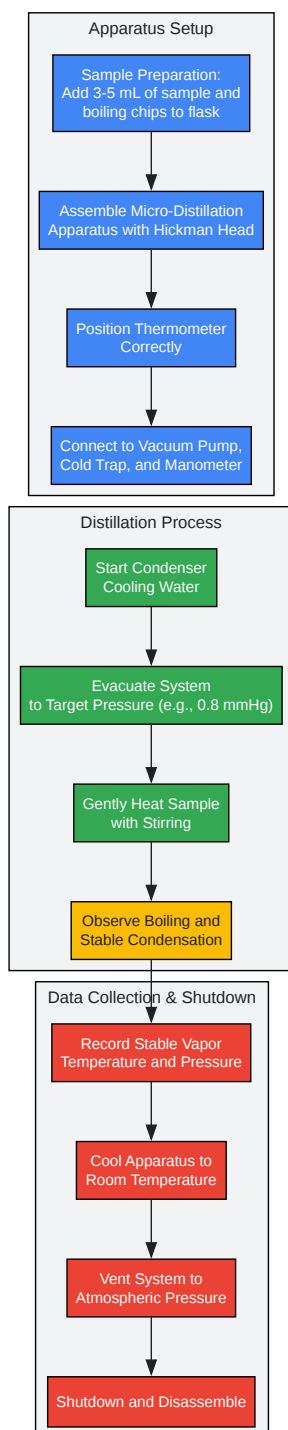 Apparatus Setup
Sample Preparation:
Add 3-5 mL of sample and
boiling chips to flask
Assemble Micro-Distillation
Apparatus with Hickman Head
Position Thermometer
Correctly
Connect to Vacuum Pump,
Cold Trap, and Manometer
Distillation Process
Start Condenser
Cooling Water
Evacuate System
to Target Pressure (e.g., 0.8 mmHg)
Gently Heat Sample
with Stirring
Observe Boiling and
Stable Condensation
Data Collection & Shutdown
Record Stable Vapor
Temperature and Pressure
Cool Apparatus to
Room Temperature
Vent System to
Atmospheric Pressure
Shutdown and Disassemble